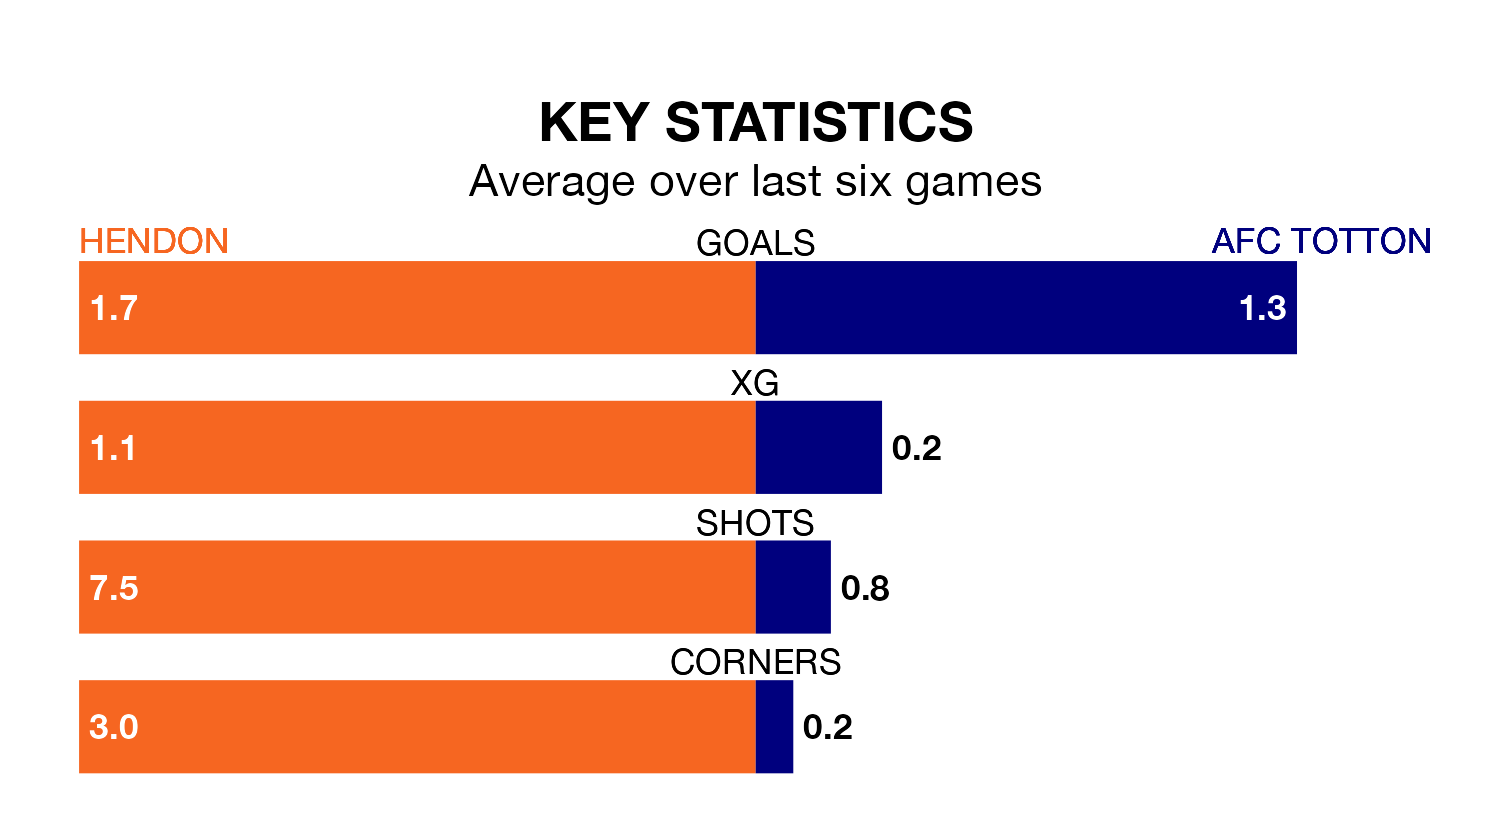 KEY STATISTICS
Average over last six games
HENDON GOALS AFC TOTTON
1.7 1.3
XG
1.1 0.2
SHOTS
7.5 0.8
CORNERS
3.0 0.2